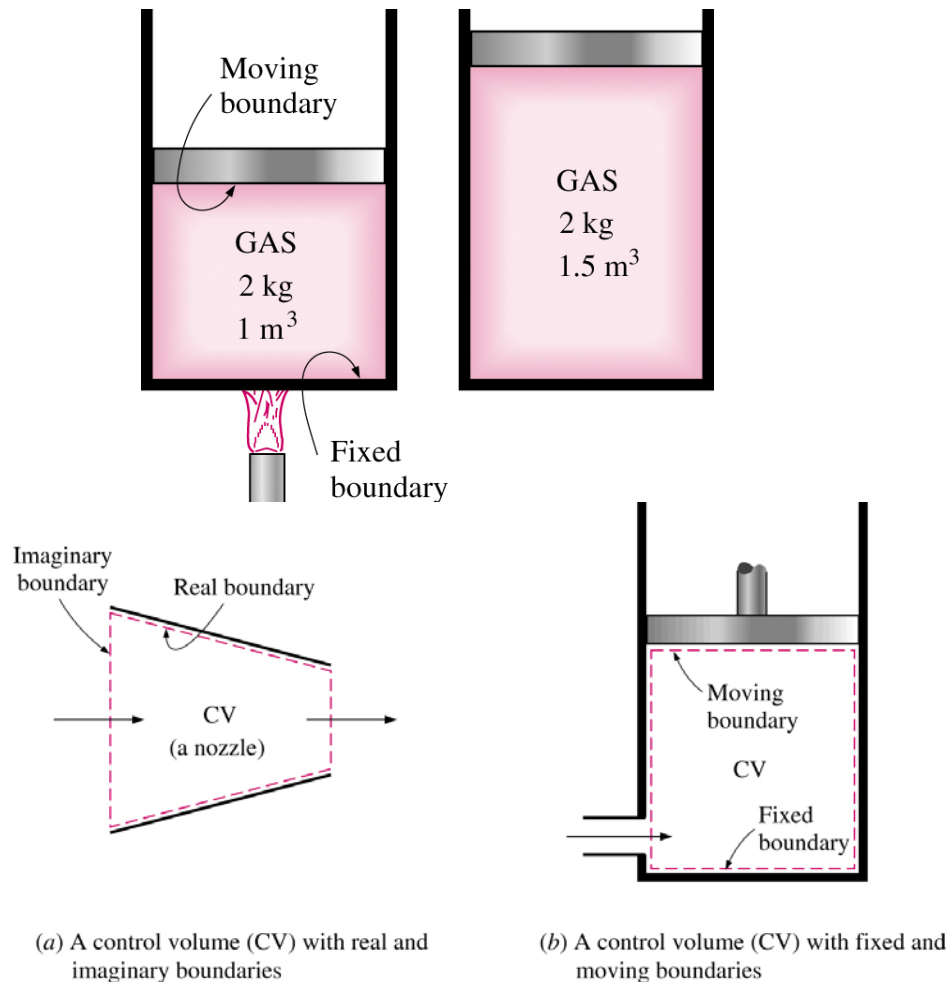 Moving
boundary
GAS
2 kg
1 m³
Fixed
boundary
GAS
2 kg
1.5 m³
Imaginary
boundary
Real boundary
CV
(a nozzle)
(a) A control volume (CV) with real and
imaginary boundaries
Moving
boundary
CV
Fixed
boundary
(b) A control volume (CV) with fixed and
moving boundaries